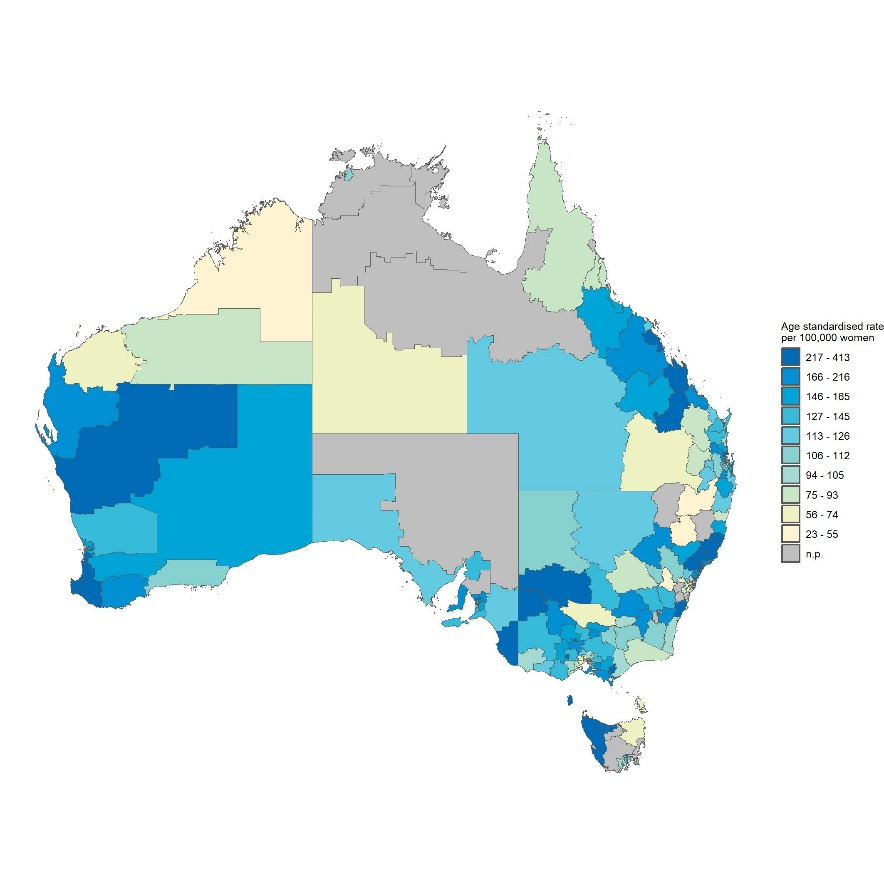 Age standardised rate
per 100,000 women
217 - 413
166 - 216
146 - 165
127 - 145
113 - 126
106 - 112
94 - 105
75 - 93
56 - 74
23 - 55
n.p.